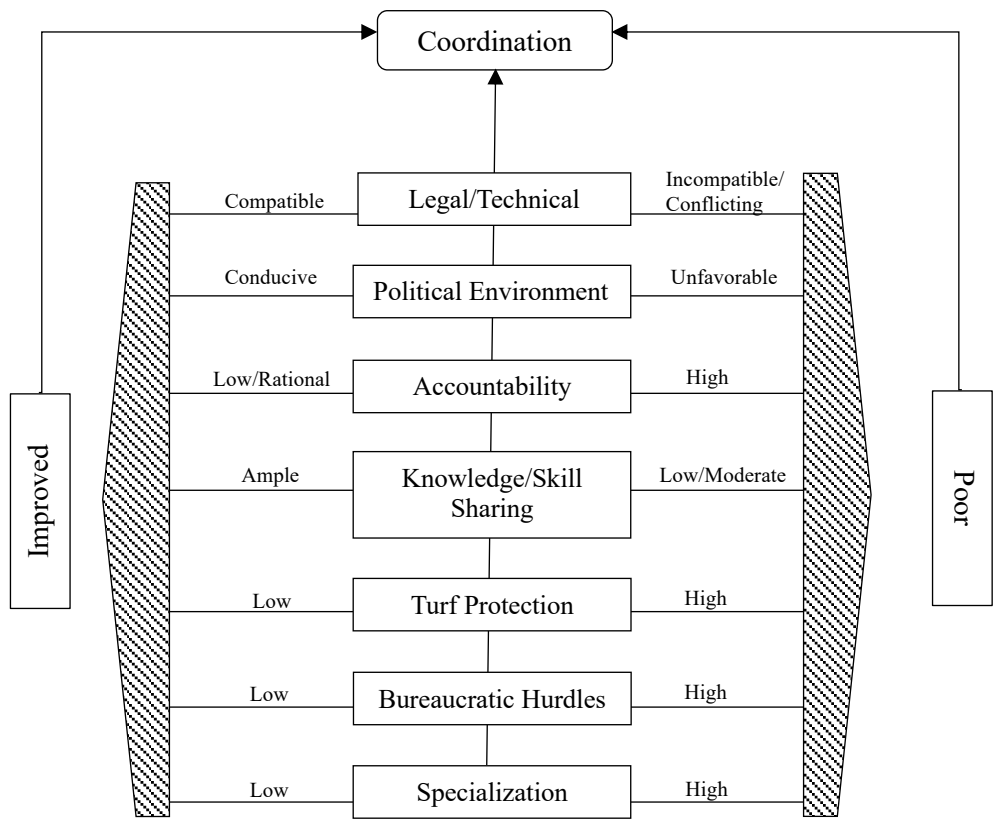 Coordination
Compatible
Legal/Technical
Incompatible/
Conflicting
Conducive
Political Environment
Unfavorable
Low/Rational
Accountability
High
Improved
Ample
Knowledge/Skill
Sharing
Low/Moderate
Poor
Low
Turf Protection
High
Low
Bureaucratic Hurdles
High
Low
Specialization
High